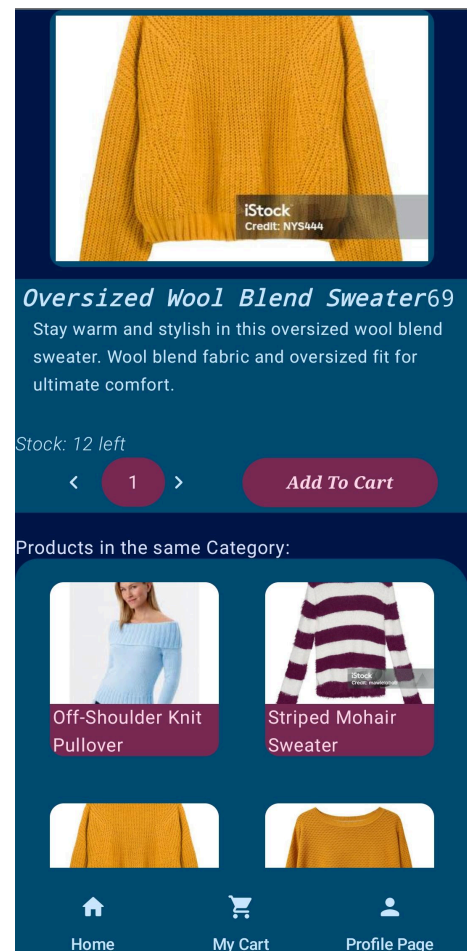 iStock
Credit: NYS444
Oversized Wool Blend Sweater69
Stay warm and stylish in this oversized wool blend
sweater. Wool blend fabric and oversized fit for
ultimate comfort.
Stock: 12 left
1
Add To Cart
Products in the same Category:
iStock
Off-Shoulder Knit
Pullover
Striped Mohair
Sweater
Home
My Cart
Profile Page